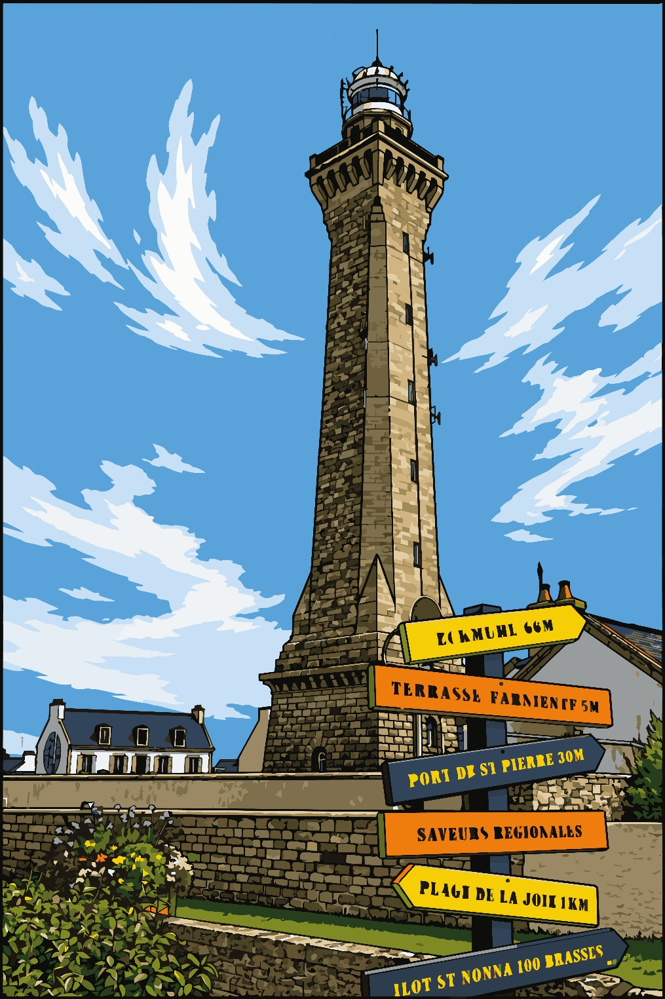 ECKMUHL 66M
TERRASSE FARNIENTE 5M
PORT DE ST PIERRE 30M
SAVEURS REGIONALES
PLAGE DE LA JOIE 1KM
ILOT ST NONNA 100 BRASSES